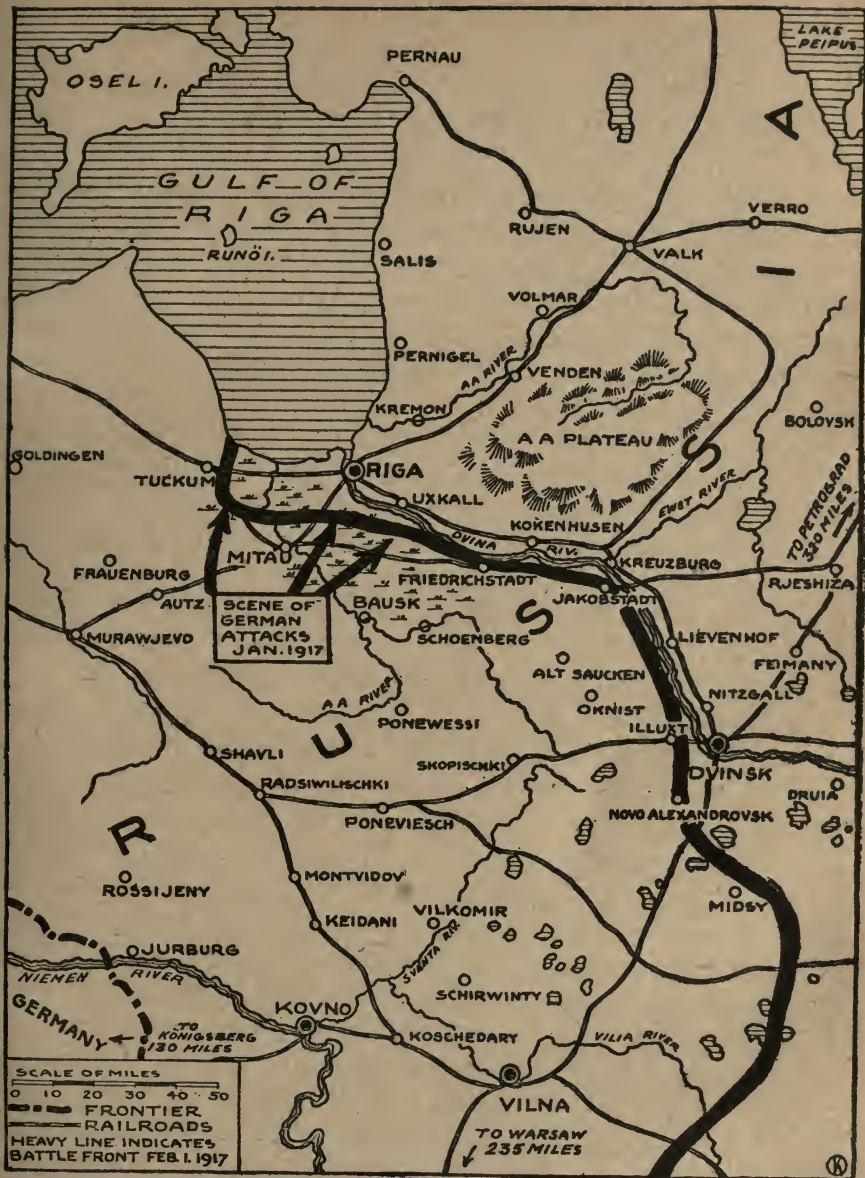 LAKE
PEIPUS
PERNAU
OSEL I.
GULF OF
RIGA
RUNÖ I.
RUJEN
VERRO
VALK
SALIS
VOLMAR
PERNIGEL
AA RIVER
VENDEN
KREMON
AA PLATEAU
BOLOVSK
GOLDINGEN
TUCKUM
RIGA
UXKALL
EWST RIVER
TO PETROGRAD
320 MILES
KOKENHUSEN
DVINA
RIV.
MITAU
KREUZBURG
FRAUENBURG
FRIEDRICHSTADT
RJESHIZA
AUTZ
JAKOBSTADT
SCENE OF
GERMAN
ATTACKS
JAN. 1917
BAUSK
MURAWJEVO
SCHOENBERG
LIEVENHOF
FEIMANY
ALT SAUCKEN
AA RIVER
OKNIST
NITZGALL
PONEWESSI
ILLUXT
SHAVLI
SKOPISCHKI
DVINSK
RADSIWILISCHKI
DRUIA
PONEVIESCH
NOVO ALEXANDROVSK
RUSSIA
ROSSIJENY
MONTVIDOV
MIDSY
KEIDANI
VILKOMIR
JURBURG
SVENTA RIV.
NIEMEN RIVER
SCHIRWINTY
KOVNO
GERMANY
TO
KÖNIGSBERG
130 MILES
KOSCHEDARY
VILIA RIVER
VILNA
TO WARSAW
235 MILES
SCALE OF MILES
0 10 20 30 40 50
FRONTIER
RAILROADS
HEAVY LINE INDICATES
BATTLE FRONT FEB. 1. 1917
K